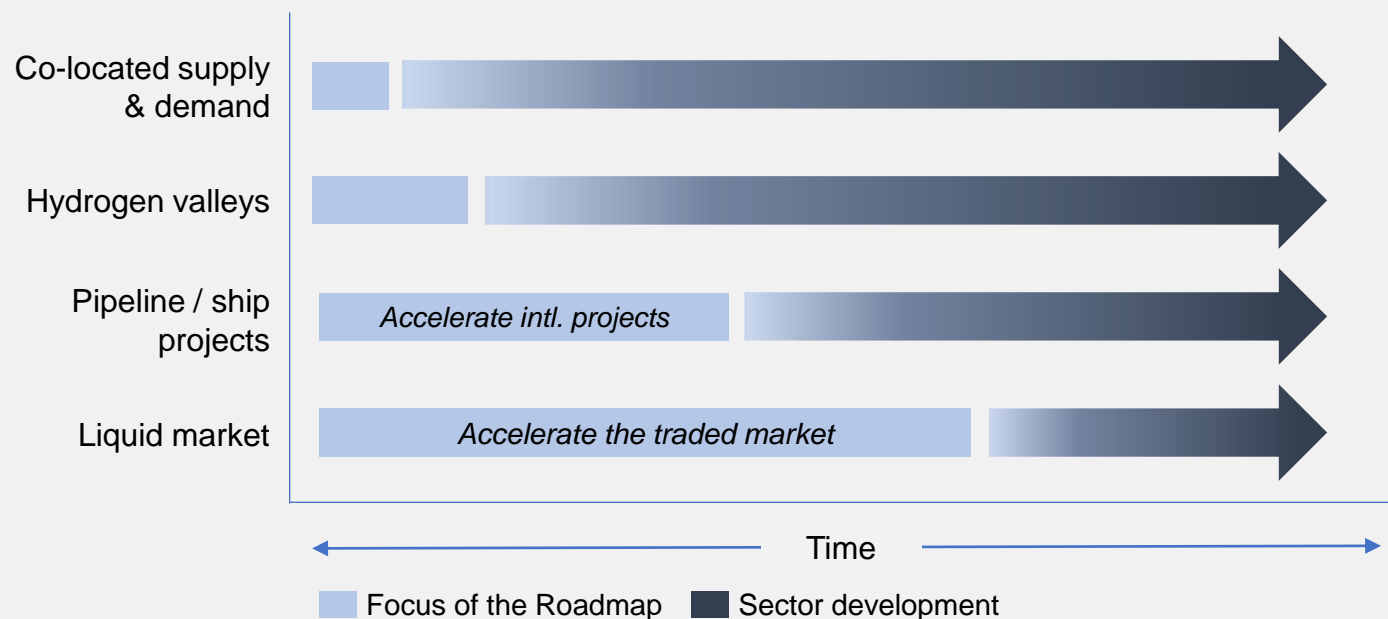 Co-located supply
& demand
Hydrogen valleys
Pipeline / ship
projects
Accelerate intl. projects
Liquid market
Accelerate the traded market
Time
Focus of the Roadmap
Sector development